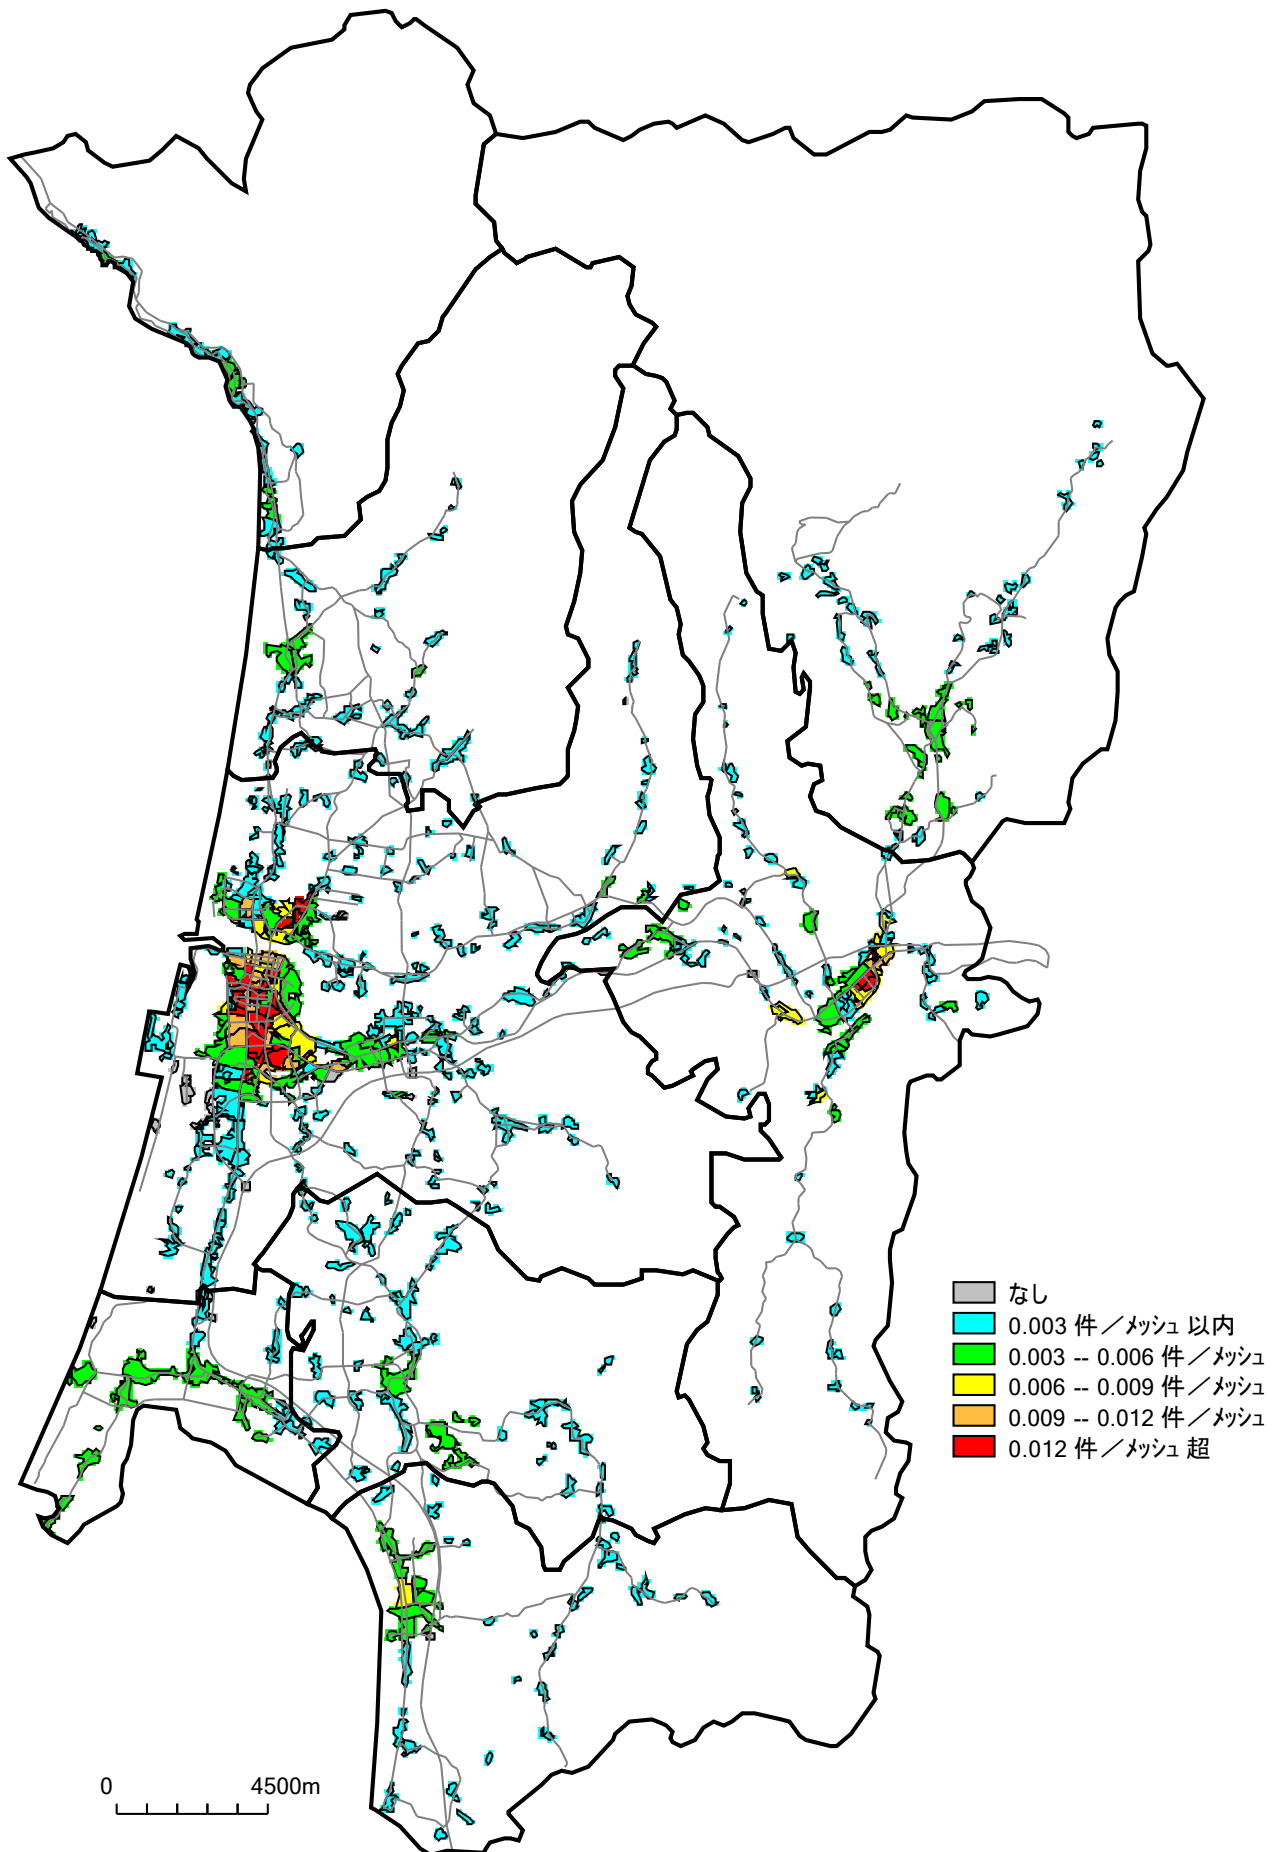 なし
0.003 件／メッシュ 以内
0.003 -- 0.006 件／メッシュ
0.006 -- 0.009 件／メッシュ
0.009 -- 0.012 件／メッシュ
0.012 件／メッシュ 超
0 4500m